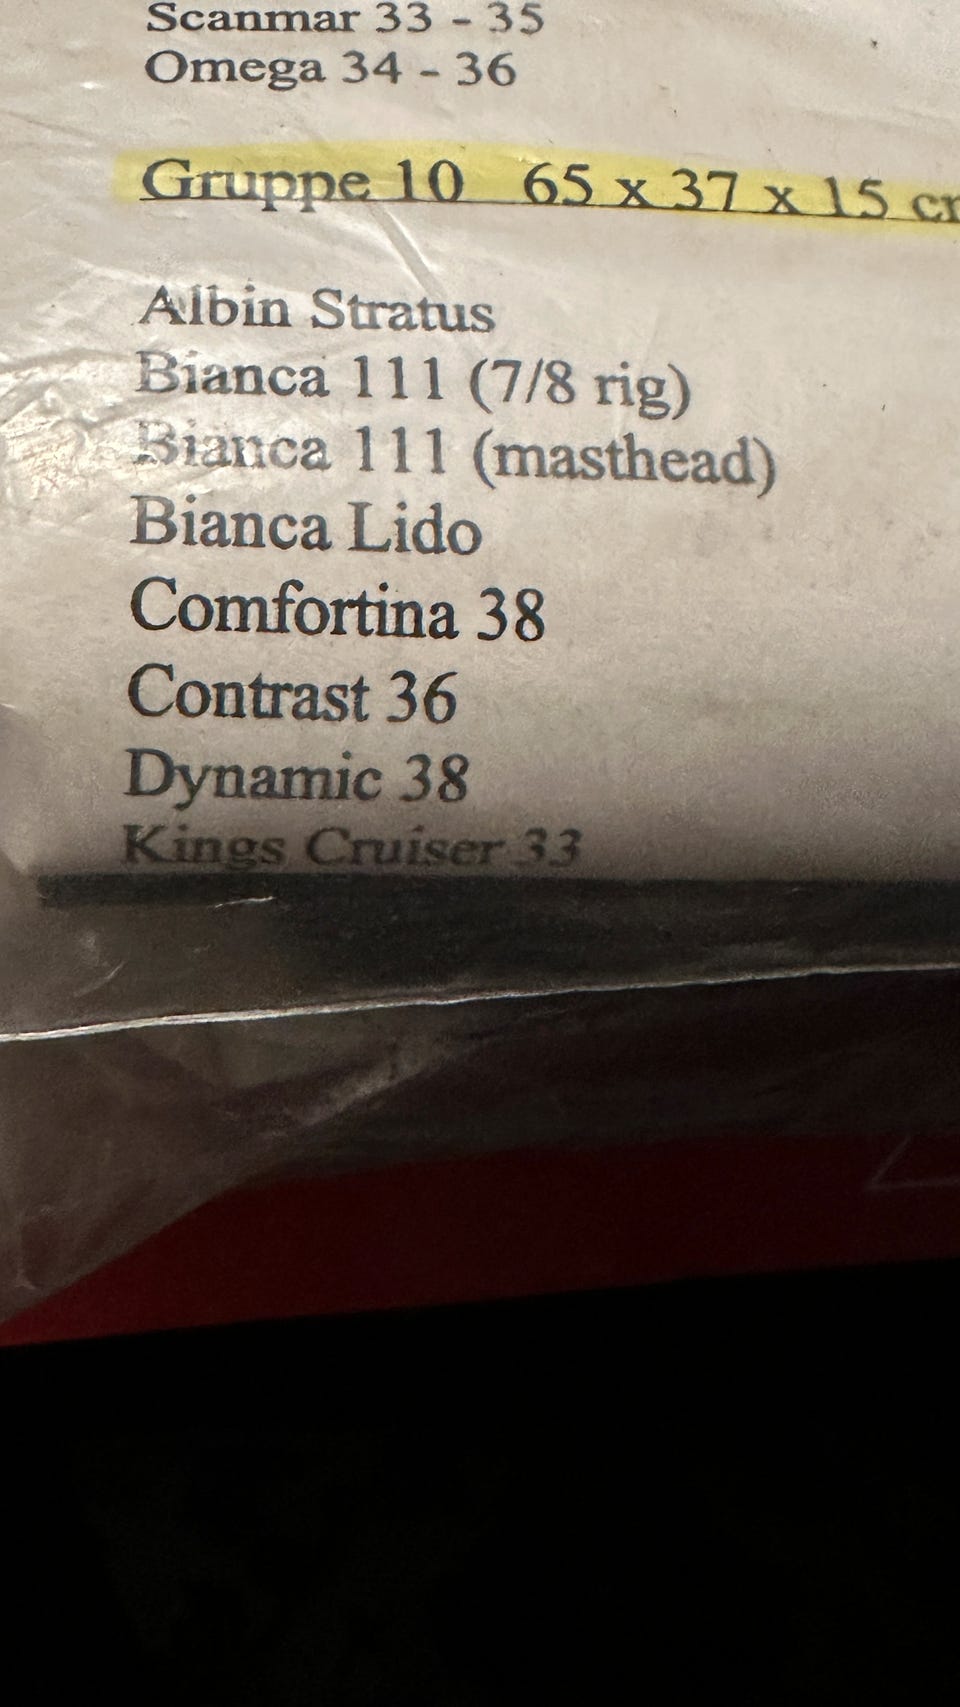 Scanmar 33 - 35
Omega 34 - 36
Gruppe 10 65 x 37 x 15
Albin Stratus
Bianca 111 (7/8 rig)
Bianca 111 (masthead)
Bianca Lido
Comfortina 38
Contrast 36
Dynamic 38
Kings Cruiser 33